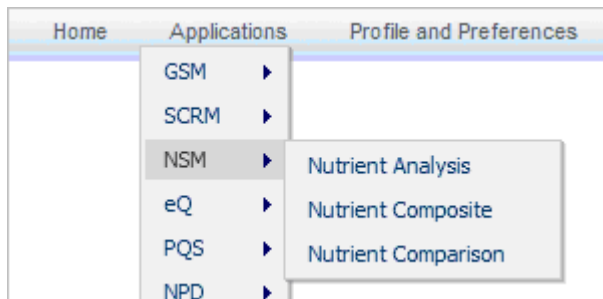 Home Applications Profile and Preferences
GSM
SCRM
NSM
Nutrient Analysis
eQ
Nutrient Composite
PQS
Nutrient Comparison
NPD